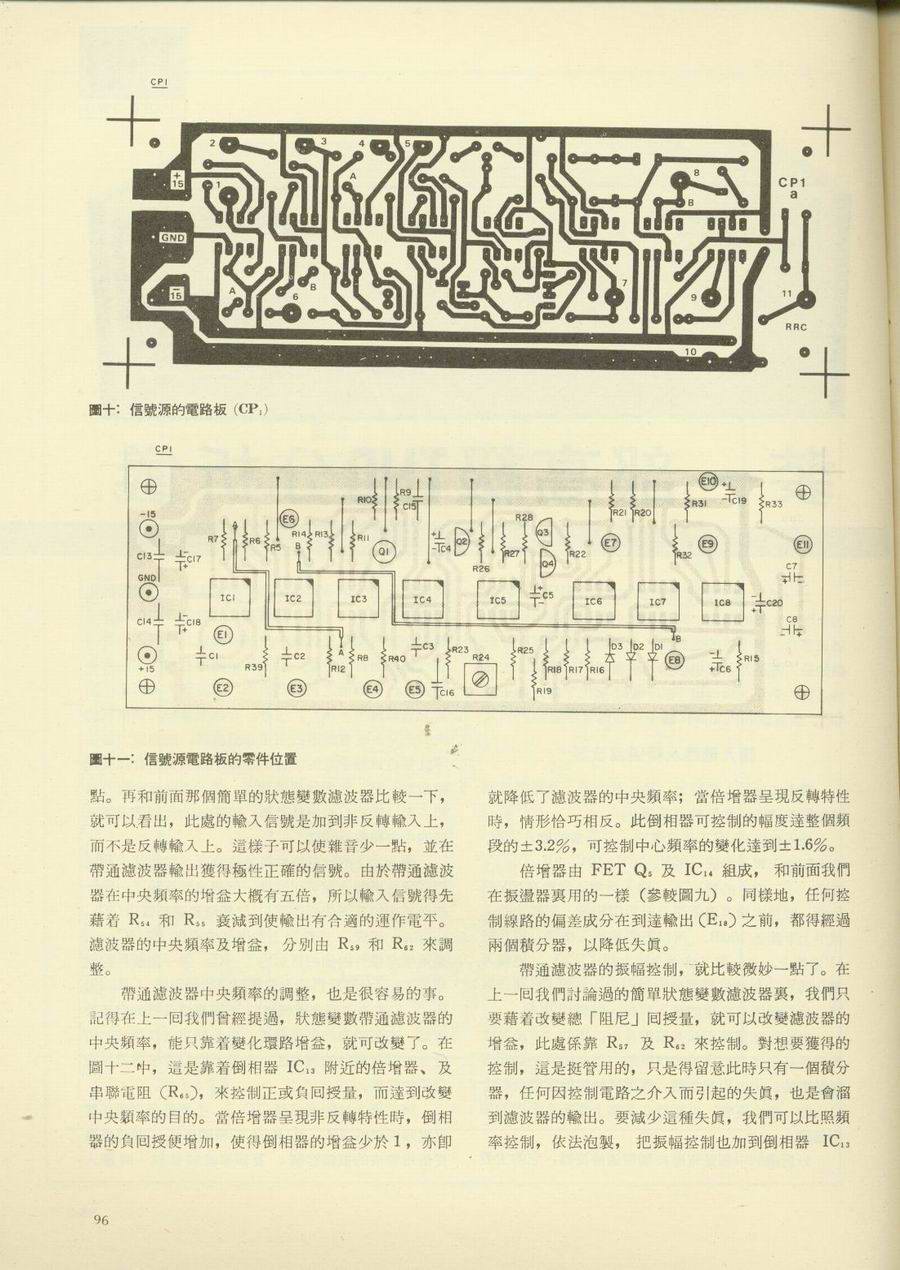 CP1
2
3
4
5
A
8
+
15
1
B
CP1
a
GND
−
15
A
6
B
7
9
11
RRC
10
圖十：信號源的電路板 (CP₁)
CP1
E10
R10
R9
C15
C19
R31
R33
-15
E6
R14
R13
R11
R7
R6
R5
B
Q1
C4
Q2
R28
R27
R26
Q3
Q4
R22
R21
R20
E7
R32
E9
E11
C13
C17
GND
C7
IC1
IC2
IC3
IC4
IC5
C5
IC6
IC7
IC8
C20
C14
C18
E1
C8
+15
C1
R39
C2
R12
A
R8
R40
C3
R23
R24
R25
R18
R17
R16
D3
D2
D1
B
E8
C6
R15
E2
E3
E4
E5
C16
R19
圖十一：信號源電路板的零件位置
點。再和前面那個簡單的狀態變數濾波器比較一下，
就可以看出，此處的輸入信號是加到非反轉輸入上，
而不是反轉輸入上。這樣子可以使雜音少一點，並在
帶通濾波器輸出獲得極性正確的信號。由於帶通濾波
器在中央頻率的增益大概有五倍，所以輸入信號得先
藉着 R₅₄ 和 R₅₅ 衰減到使輸出有合適的運作電平。
濾波器的中央頻率及增益，分別由 R₅₉ 和 R₆₂ 來調
整。
帶通濾波器中央頻率的調整，也是很容易的事。
記得在上一回我們曾經提過，狀態變數帶通濾波器的
中央頻率，能只靠着變化環路增益，就可改變了。在
圖十二中，這是靠着倒相器 IC₁₃ 附近的倍增器、及
串聯電阻（R₆₅），來控制正或負回授量，而達到改變
中央頻率的目的。當倍增器呈現非反轉特性時，倒相
器的負回授便增加，使得倒相器的增益少於 1，亦即
就降低了濾波器的中央頻率；當倍增器呈現反轉特性
時，情形恰巧相反。此倒相器可控制的幅度達整個頻
段的±3.2%，可控制中心頻率的變化達到±1.6%。
倍增器由 FET Q₅ 及 IC₁₄ 組成，和前面我們
在振盪器裏用的一樣（參較圖九）。同樣地，任何控
制線路的偏差成分在到達輸出（E₁₈）之前，都得經過
兩個積分器，以降低失眞。
帶通濾波器的振幅控制，就比較微妙一點了。在
上一回我們討論過的簡單狀態變數濾波器裏，我們只
要藉着改變總「阻尼」回授量，就可以改變濾波器的
增益，此處係靠 R₅₇ 及 R₆₂ 來控制。對想要獲得的
控制，這是挺管用的，只是得留意此時只有一個積分
器，任何因控制電路之介入而引起的失眞，也是會溜
到濾波器的輸出。要減少這種失眞，我們可以比照頻
率控制，依法泡製，把振幅控制也加到倒相器 IC₁₃
96